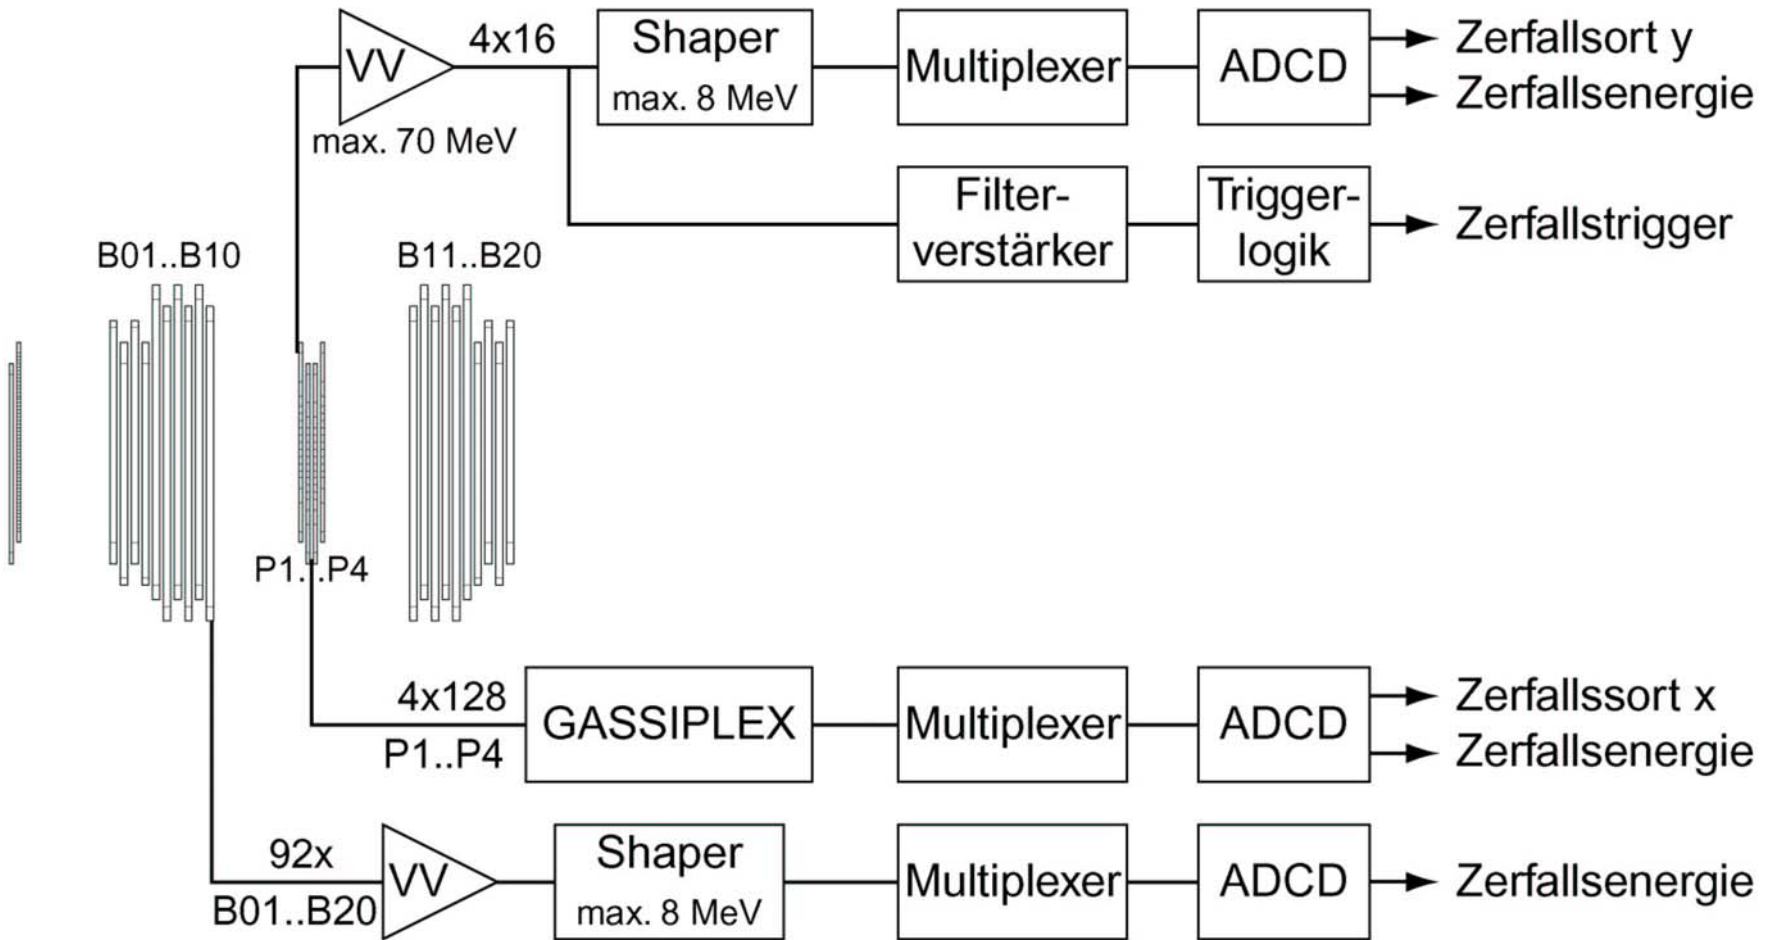 VV
4x16
max. 70 MeV
Shaper
max. 8 MeV
Multiplexer
ADCD
Zerfallsort y
Zerfallsenergie
Filter-
verstärker
Trigger-
logik
Zerfallstrigger
B01..B10
B11..B20
P1...P4
4x128
P1..P4
GASSIPLEX
Multiplexer
ADCD
Zerfallssort x
Zerfallsenergie
92x
B01..B20
VV
Shaper
max. 8 MeV
Multiplexer
ADCD
Zerfallsenergie